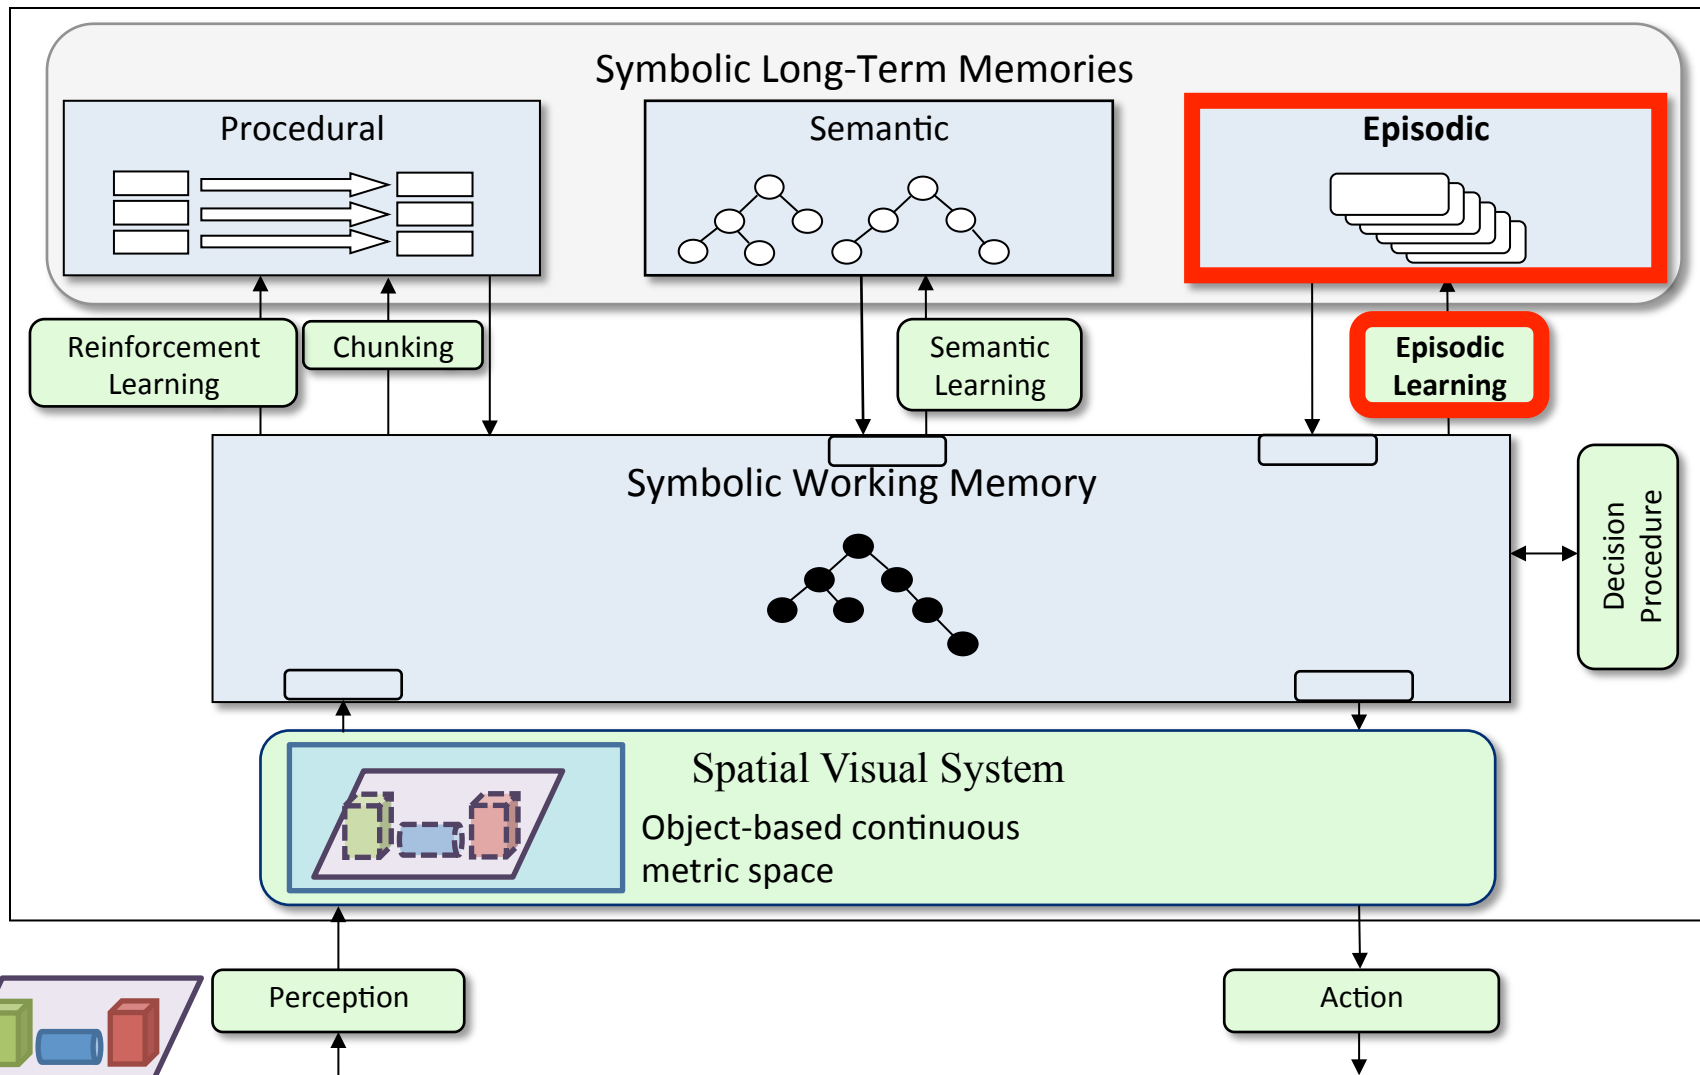 Symbolic Long-Term Memories
Procedural
Semantic
Episodic
Reinforcement
Learning
Chunking
Semantic
Learning
Episodic
Learning
Symbolic Working Memory
Decision
Procedure
Spatial Visual System
Object-based continuous
metric space
Perception
Action